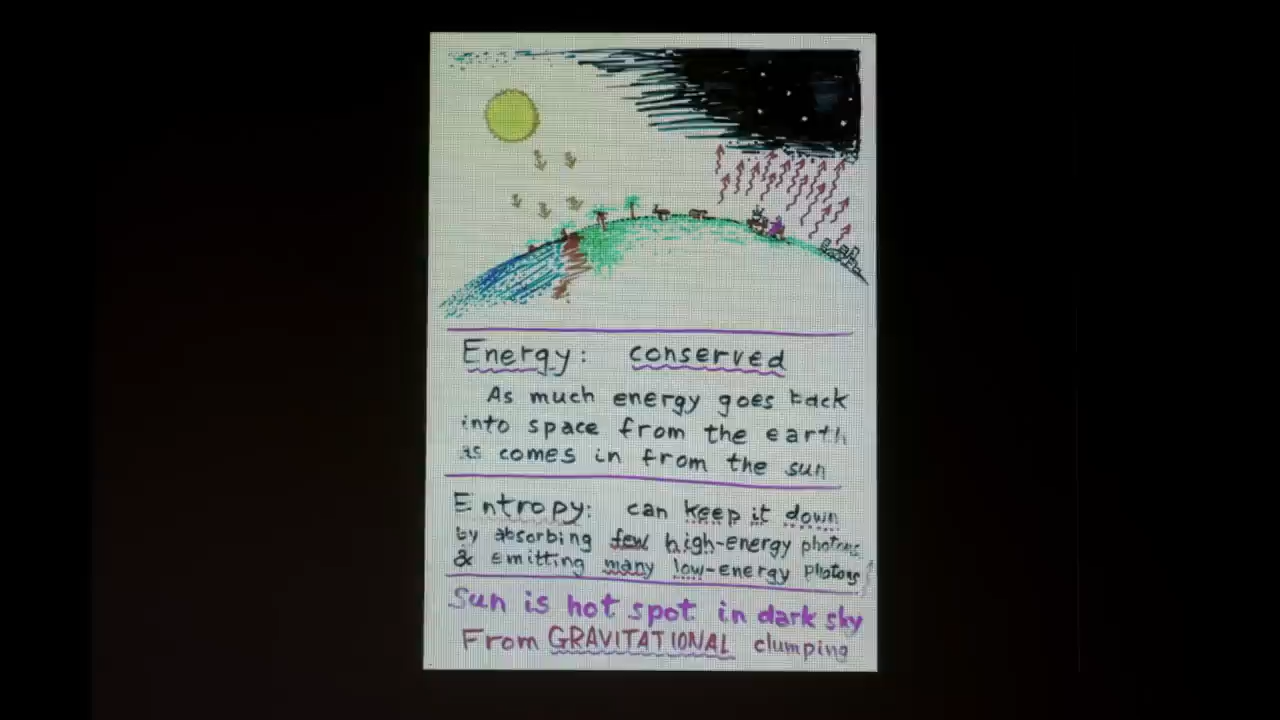 Energy: conserved
As much energy goes back
into space from the earth
as comes in from the sun
Entropy: can keep it down
by absorbing few high-energy photons
& emitting many low-energy photons
Sun is hot spot in dark sky
From GRAVITATIONAL clumping